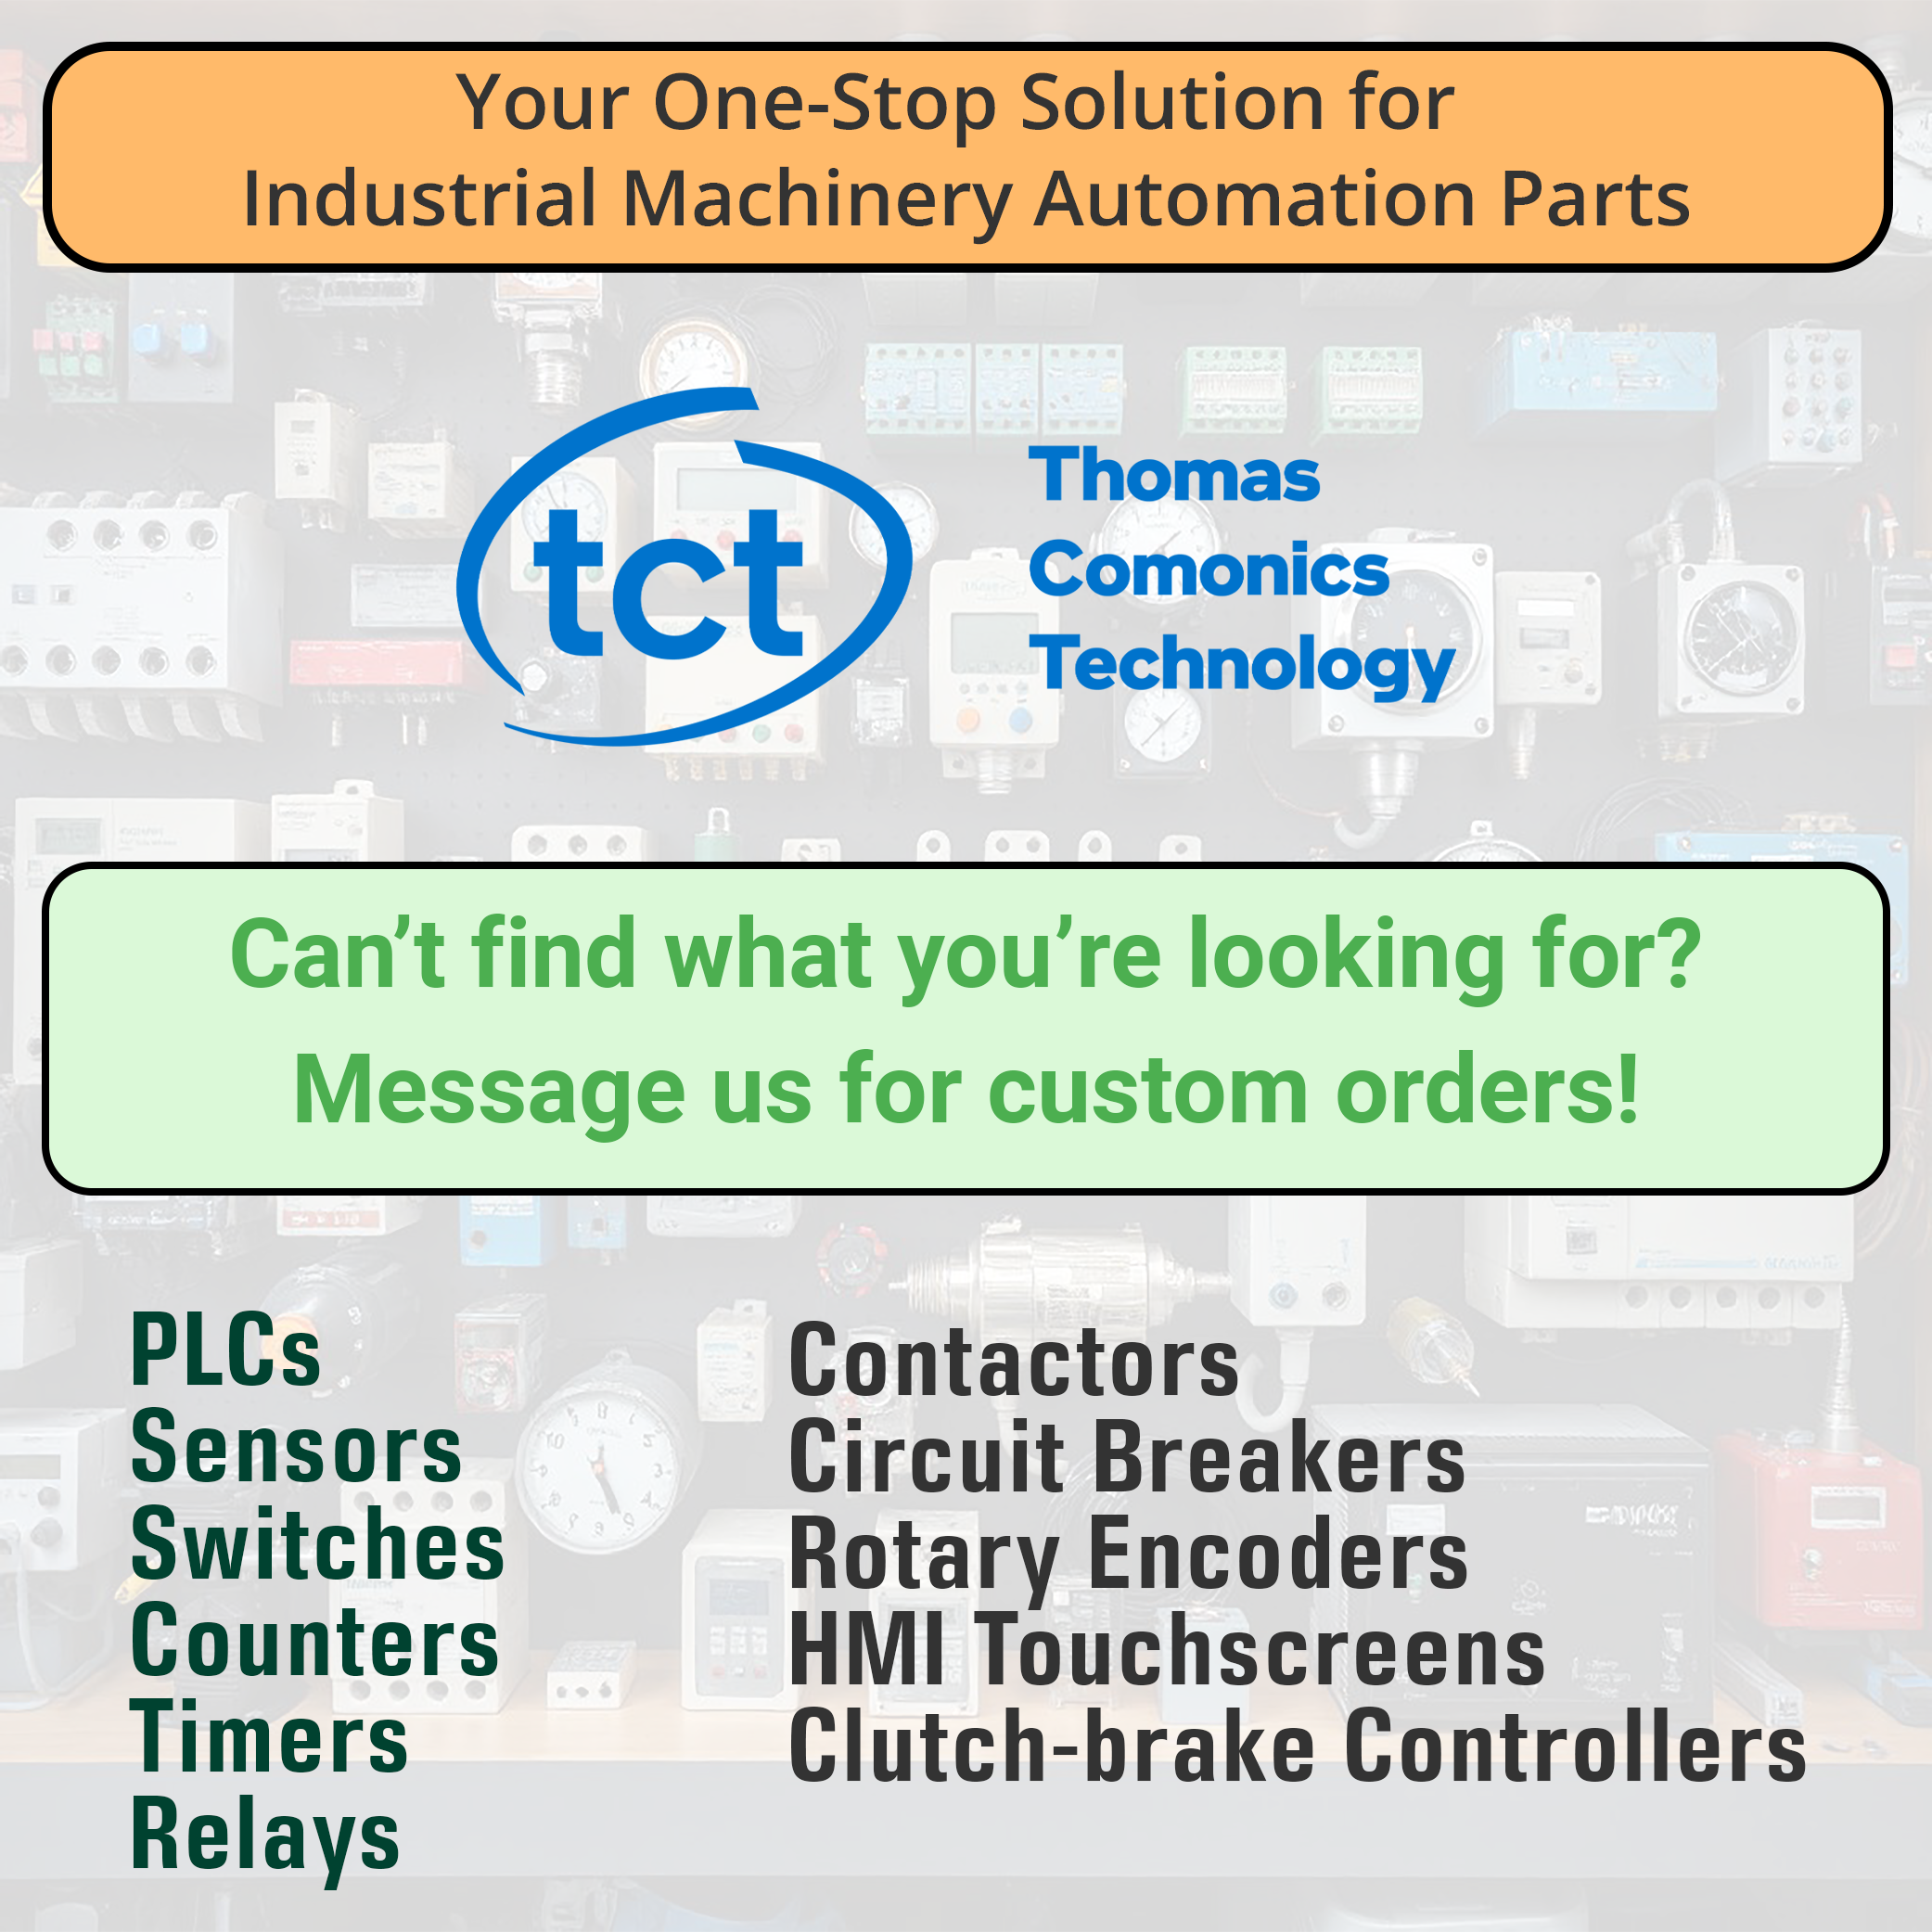 Your One-Stop Solution for
Industrial Machinery Automation Parts
tct
Thomas
Comonics
Technology
Can’t find what you’re looking for?
Message us for custom orders!
PLCs
Sensors
Switches
Counters
Timers
Relays
Contactors
Circuit Breakers
Rotary Encoders
HMI Touchscreens
Clutch-brake Controllers